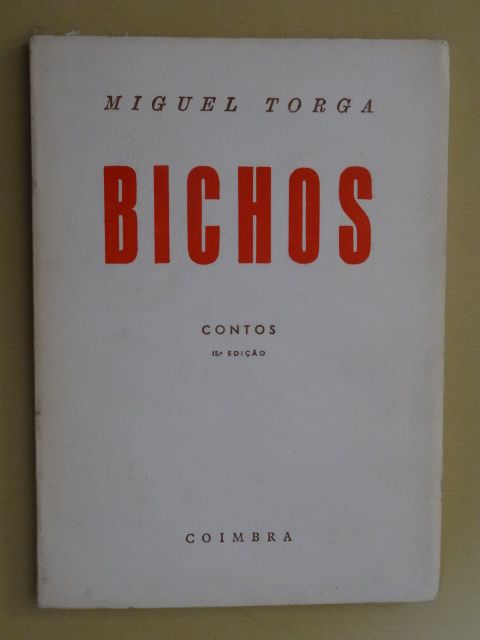 MIGUEL TORGA
BICHOS
CONTOS
15.ª EDIÇÃO
COIMBRA